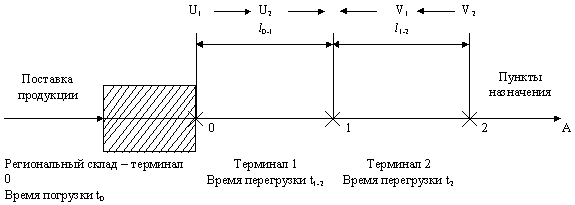 U₁ U₂ V₁ V₂
l₀₋₁ l₁₋₂
Поставка
продукции
Пункты
назначения
0 1 2 A
Региональный склад – терминал
0
Время погрузки t₀
Терминал 1
Время перегрузки t₁₋₂
Терминал 2
Время перегрузки t₂